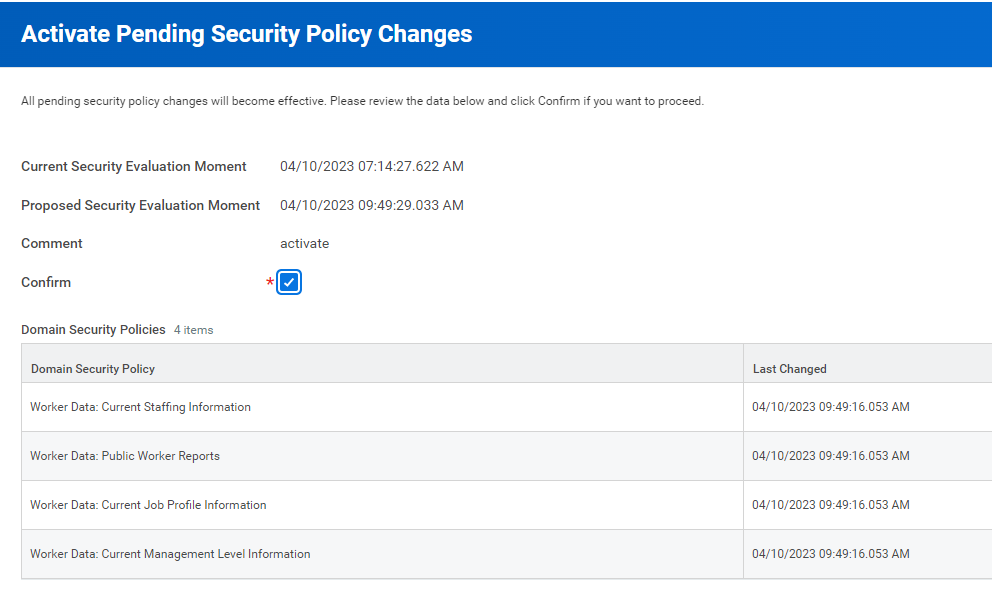 Activate Pending Security Policy Changes
All pending security policy changes will become effective. Please review the data below and click Confirm if you want to proceed.
Current Security Evaluation Moment 04/10/2023 07:14:27.622 AM
Proposed Security Evaluation Moment 04/10/2023 09:49:29.033 AM
Comment activate
Confirm *
Domain Security Policies 4 items
Domain Security Policy Last Changed
Worker Data: Current Staffing Information 04/10/2023 09:49:16.053 AM
Worker Data: Public Worker Reports 04/10/2023 09:49:16.053 AM
Worker Data: Current Job Profile Information 04/10/2023 09:49:16.053 AM
Worker Data: Current Management Level Information 04/10/2023 09:49:16.053 AM